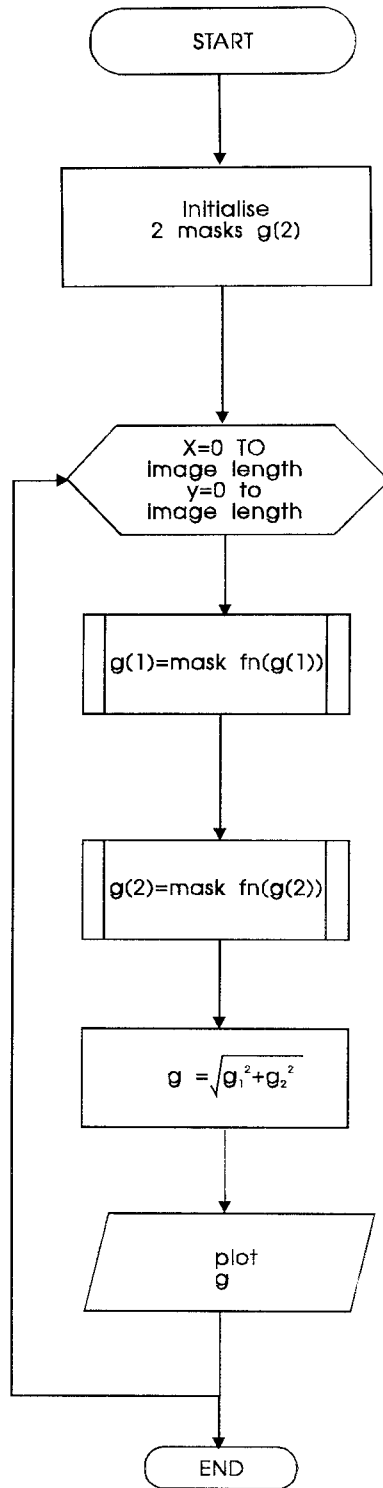 START
Initialise
2 masks g(2)
X=0 TO
image length
y=0 to
image length
g(1)=mask fn(g(1))
g(2)=mask fn(g(2))
g =√g₁²+g₂²
plot
g
END